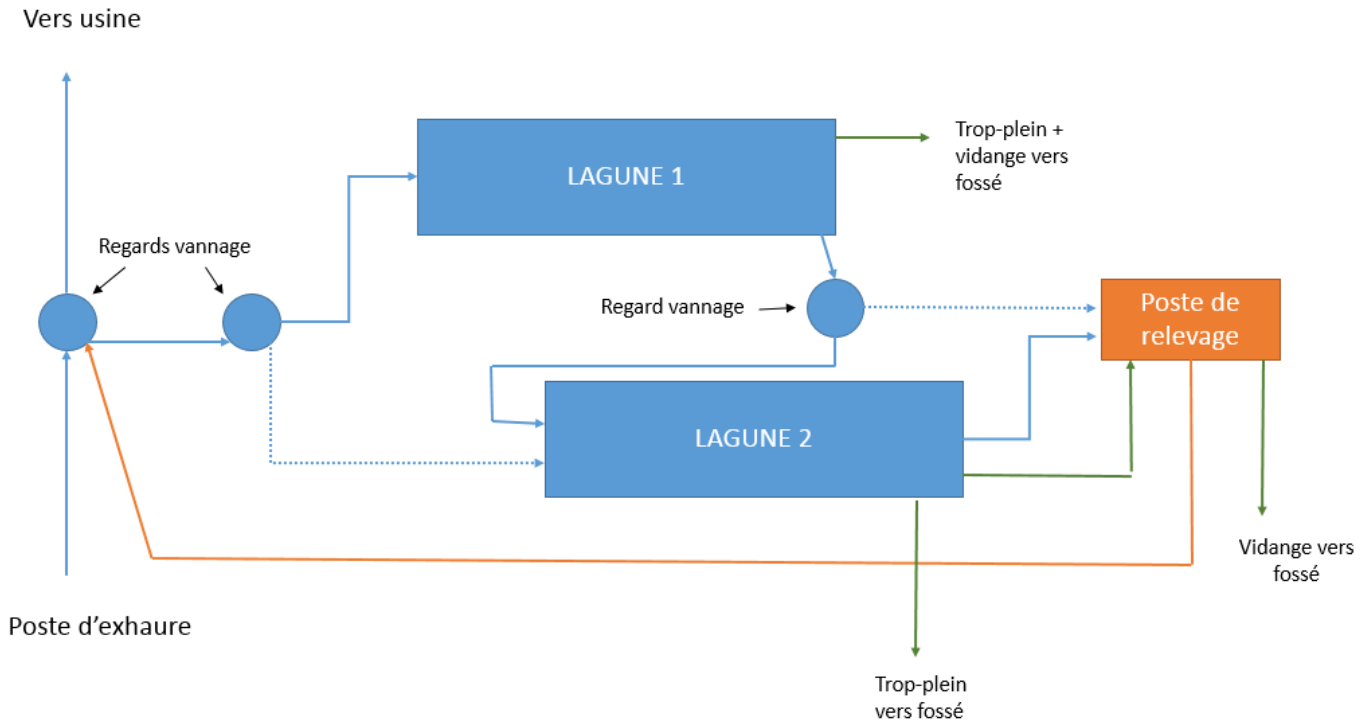 Vers usine
Trop-plein +
vidange vers
fossé
LAGUNE 1
Regards vannage
Regard vannage
Poste de
relevage
LAGUNE 2
Vidange vers
fossé
Poste d’exhaure
Trop-plein
vers fossé